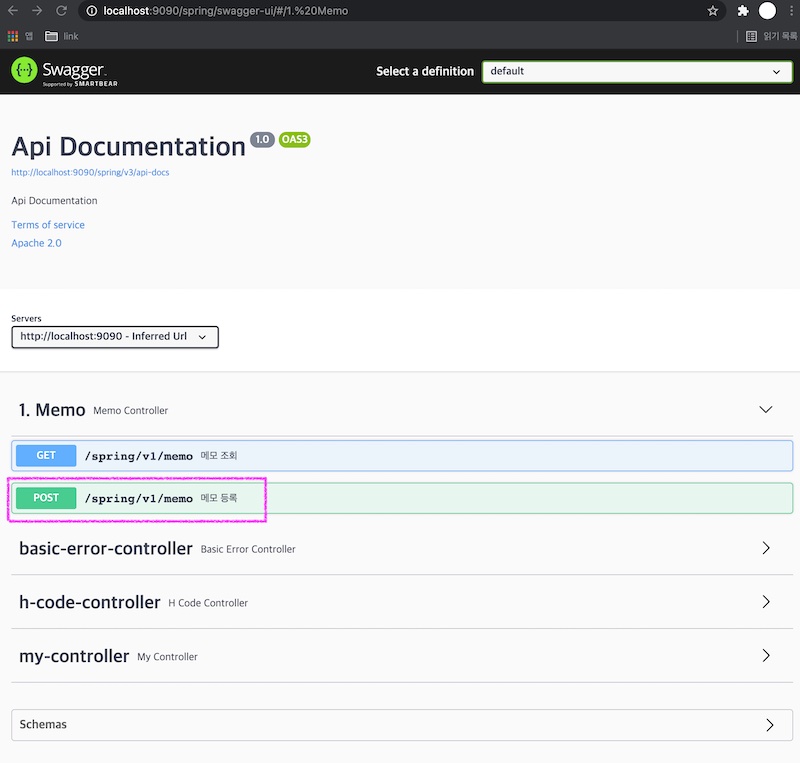 localhost:9090/spring/swagger-ui/#/1.%20Memo
앱 link 읽기 목록
Swagger
Supported by SMARTBEAR
Select a definition default
Api Documentation 1.0 OAS3
http://localhost:9090/spring/v3/api-docs
Api Documentation
Terms of service
Apache 2.0
Servers
http://localhost:9090 - Inferred Url
1. Memo Memo Controller
GET /spring/v1/memo 메모 조회
POST /spring/v1/memo 메모 등록
basic-error-controller Basic Error Controller
h-code-controller H Code Controller
my-controller My Controller
Schemas